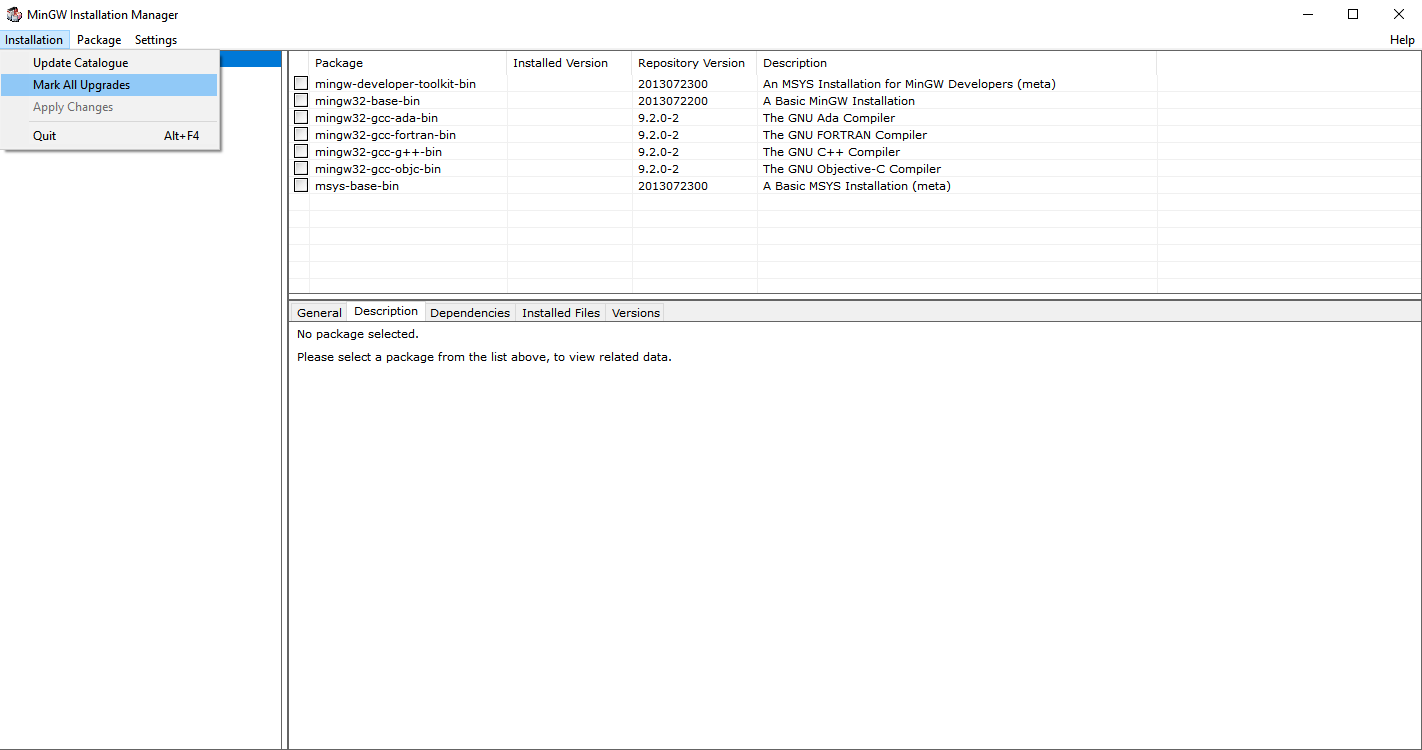 MinGW Installation Manager
Installation Package Settings Help
Update Catalogue
Mark All Upgrades
Apply Changes
Quit Alt+F4
Package Installed Version Repository Version Description
mingw-developer-toolkit-bin 2013072300 An MSYS Installation for MinGW Developers (meta)
mingw32-base-bin 2013072200 A Basic MinGW Installation
mingw32-gcc-ada-bin 9.2.0-2 The GNU Ada Compiler
mingw32-gcc-fortran-bin 9.2.0-2 The GNU FORTRAN Compiler
mingw32-gcc-g++-bin 9.2.0-2 The GNU C++ Compiler
mingw32-gcc-objc-bin 9.2.0-2 The GNU Objective-C Compiler
msys-base-bin 2013072300 A Basic MSYS Installation (meta)
General Description Dependencies Installed Files Versions
No package selected.
Please select a package from the list above, to view related data.